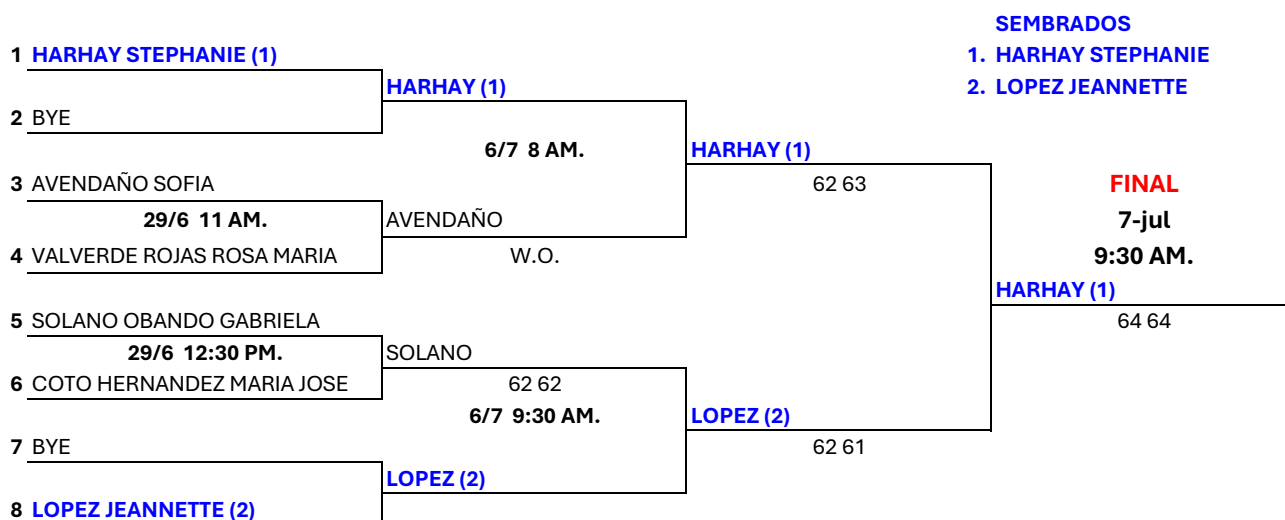 SEMBRADOS
1 HARHAY STEPHANIE (1)
1. HARHAY STEPHANIE
HARHAY (1)
2. LOPEZ JEANNETTE
2 BYE
6/7 8 AM.
HARHAY (1)
3 AVENDAÑO SOFIA
62 63
FINAL
29/6 11 AM.
AVENDAÑO
7-jul
4 VALVERDE ROJAS ROSA MARIA
W.O.
9:30 AM.
HARHAY (1)
5 SOLANO OBANDO GABRIELA
64 64
29/6 12:30 PM.
SOLANO
6 COTO HERNANDEZ MARIA JOSE
62 62
6/7 9:30 AM.
LOPEZ (2)
7 BYE
62 61
LOPEZ (2)
8 LOPEZ JEANNETTE (2)